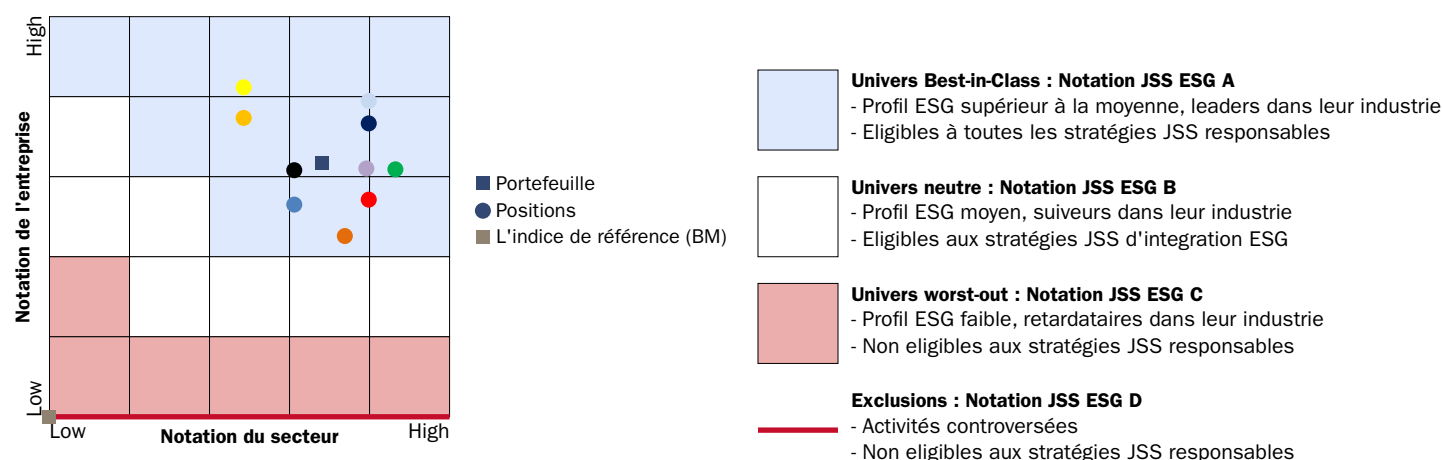 High
Notation de l'entreprise
Low
Low
Notation du secteur
High
Portefeuille
Positions
L'indice de référence (BM)
Univers Best-in-Class : Notation JSS ESG A
- Profil ESG supérieur à la moyenne, leaders dans leur industrie
- Eligibles à toutes les stratégies JSS responsables
Univers neutre : Notation JSS ESG B
- Profil ESG moyen, suiveurs dans leur industrie
- Eligibles aux stratégies JSS d'integration ESG
Univers worst-out : Notation JSS ESG C
- Profil ESG faible, retardataires dans leur industrie
- Non eligibles aux stratégies JSS responsables
Exclusions : Notation JSS ESG D
- Activités controversées
- Non eligibles aux stratégies JSS responsables